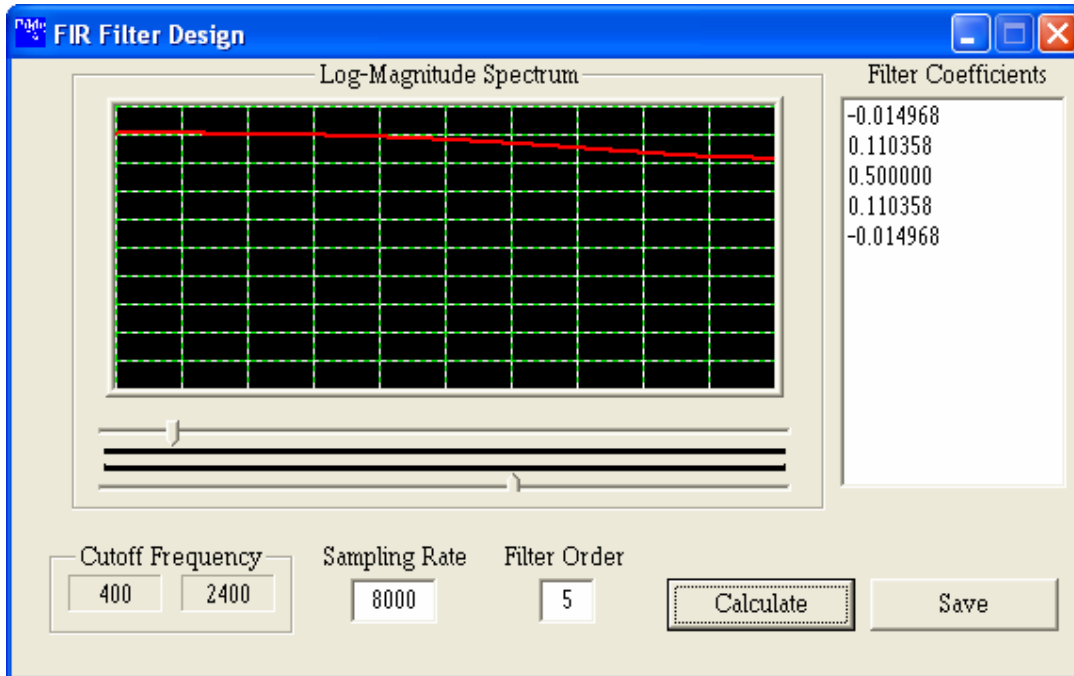 FIR Filter Design
Log-Magnitude Spectrum
Filter Coefficients
-0.014968
0.110358
0.500000
0.110358
-0.014968
Cutoff Frequency
400
2400
Sampling Rate
8000
Filter Order
5
Calculate
Save